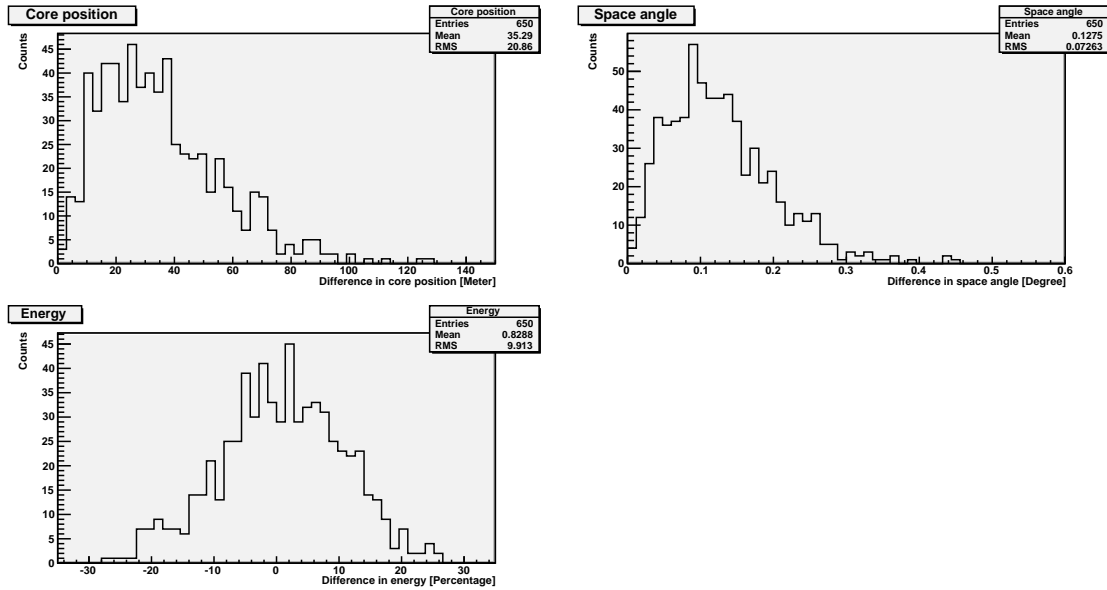 Core position
Core position
Entries 650
Mean 35.29
RMS 20.86
Counts
45
40
35
30
25
20
15
10
5
0
0 20 40 60 80 100 120 140
Difference in core position [Meter]
Space angle
Space angle
Entries 650
Mean 0.1275
RMS 0.07263
Counts
50
40
30
20
10
0
0 0.1 0.2 0.3 0.4 0.5 0.6
Difference in space angle [Degree]
Energy
Energy
Entries 650
Mean 0.8288
RMS 9.913
Counts
45
40
35
30
25
20
15
10
5
0
-30 -20 -10 0 10 20 30
Difference in energy [Percentage]